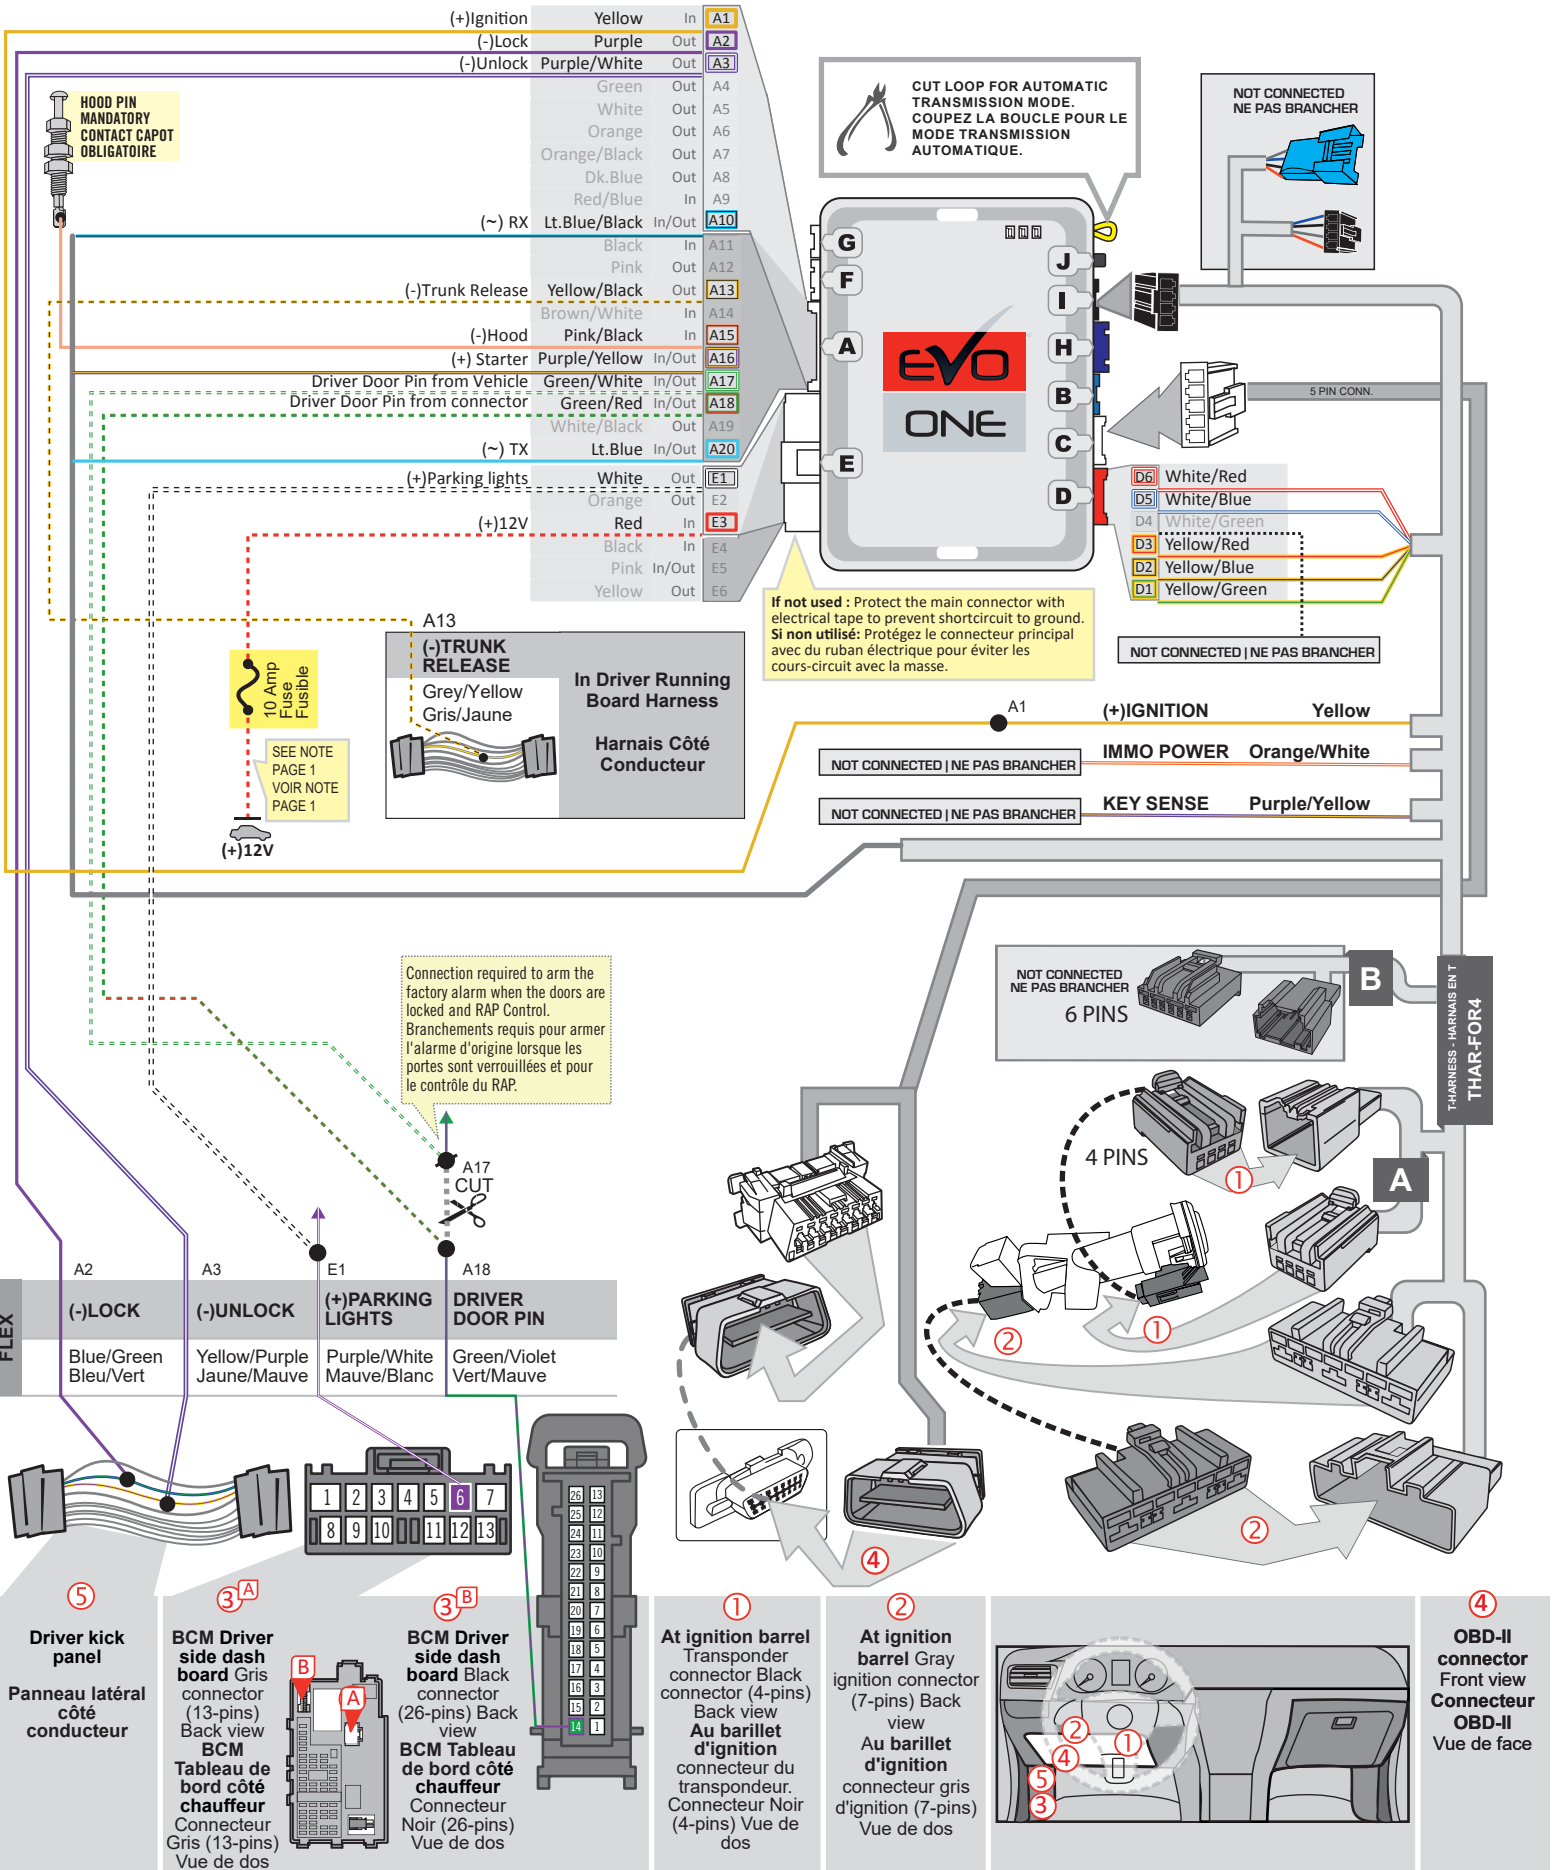 (+)Ignition Yellow In A1
(-)Lock Purple Out A2
(-)Unlock Purple/White Out A3
Green Out A4
White Out A5
Orange Out A6
Orange/Black Out A7
Dk.Blue Out A8
Red/Blue In A9
(~) RX Lt.Blue/Black In/Out A10
Black In A11
Pink Out A12
(-)Trunk Release Yellow/Black Out A13
Brown/White In A14
(-)Hood Pink/Black In A15
(+) Starter Purple/Yellow In/Out A16
Driver Door Pin from Vehicle Green/White In/Out A17
Driver Door Pin from connector Green/Red In/Out A18
White/Black Out A19
(~) TX Lt.Blue In/Out A20
(+)Parking lights White Out E1
Orange Out E2
(+)12V Red In E3
Black In E4
Pink In/Out E5
Yellow Out E6
HOOD PIN
MANDATORY
CONTACT CAPOT
OBLIGATOIRE
CUT LOOP FOR AUTOMATIC
TRANSMISSION MODE.
COUPEZ LA BOUCLE POUR LE
MODE TRANSMISSION
AUTOMATIQUE.
NOT CONNECTED
NE PAS BRANCHER
G
F
A
E
J
I
H
B
C
D
EVO
ONE
5 PIN CONN.
D6 White/Red
D5 White/Blue
D4 White/Green
D3 Yellow/Red
D2 Yellow/Blue
D1 Yellow/Green
NOT CONNECTED | NE PAS BRANCHER
If not used : Protect the main connector with
electrical tape to prevent shortcircuit to ground.
Si non utilisé: Protégez le connecteur principal
avec du ruban électrique pour éviter les
cours-circuit avec la masse.
A13
(-)TRUNK
RELEASE
Grey/Yellow
Gris/Jaune
In Driver Running
Board Harness
Harnais Côté
Conducteur
10 Amp
Fuse
Fusible
SEE NOTE
PAGE 1
VOIR NOTE
PAGE 1
(+)12V
A1 (+)IGNITION Yellow
NOT CONNECTED | NE PAS BRANCHER IMMO POWER Orange/White
NOT CONNECTED | NE PAS BRANCHER KEY SENSE Purple/Yellow
Connection required to arm the
factory alarm when the doors are
locked and RAP Control.
Branchements requis pour armer
l'alarme d'origine lorsque les
portes sont verrouillées et pour
le contrôle du RAP.
NOT CONNECTED
NE PAS BRANCHER
6 PINS
B
T-HARNESS - HARNAIS EN T
THAR-FOR4
4 PINS
1
A
2
1
2
4
A17
CUT
FLEX
A2
(-)LOCK
Blue/Green
Bleu/Vert
A3
(-)UNLOCK
Yellow/Purple
Jaune/Mauve
E1
(+)PARKING
LIGHTS
Purple/White
Mauve/Blanc
A18
DRIVER
DOOR PIN
Green/Violet
Vert/Mauve
1 2 3 4 5 6 7
8 9 10 11 12 13
26 13
25 12
24 11
23 10
22 9
21 8
20 7
19 6
18 5
17 4
16 3
15 2
14 1
5
Driver kick
panel
Panneau latéral
côté
conducteur
3 A
BCM Driver
side dash
board Gris
connector
(13-pins)
Back view
BCM
Tableau de
bord côté
chauffeur
Connecteur
Gris (13-pins)
Vue de dos
B
A
3 B
BCM Driver
side dash
board Black
connector
(26-pins) Back
view
BCM Tableau
de bord côté
chauffeur
Connecteur
Noir (26-pins)
Vue de dos
1
At ignition barrel
Transponder
connector Black
connector (4-pins)
Back view
Au barillet
d'ignition
connecteur du
transpondeur.
Connecteur Noir
(4-pins) Vue de
dos
2
At ignition
barrel Gray
ignition connector
(7-pins) Back
view
Au barillet
d'ignition
connecteur gris
d'ignition (7-pins)
Vue de dos
2
1
4
5
3
4
OBD-II
connector
Front view
Connecteur
OBD-II
Vue de face